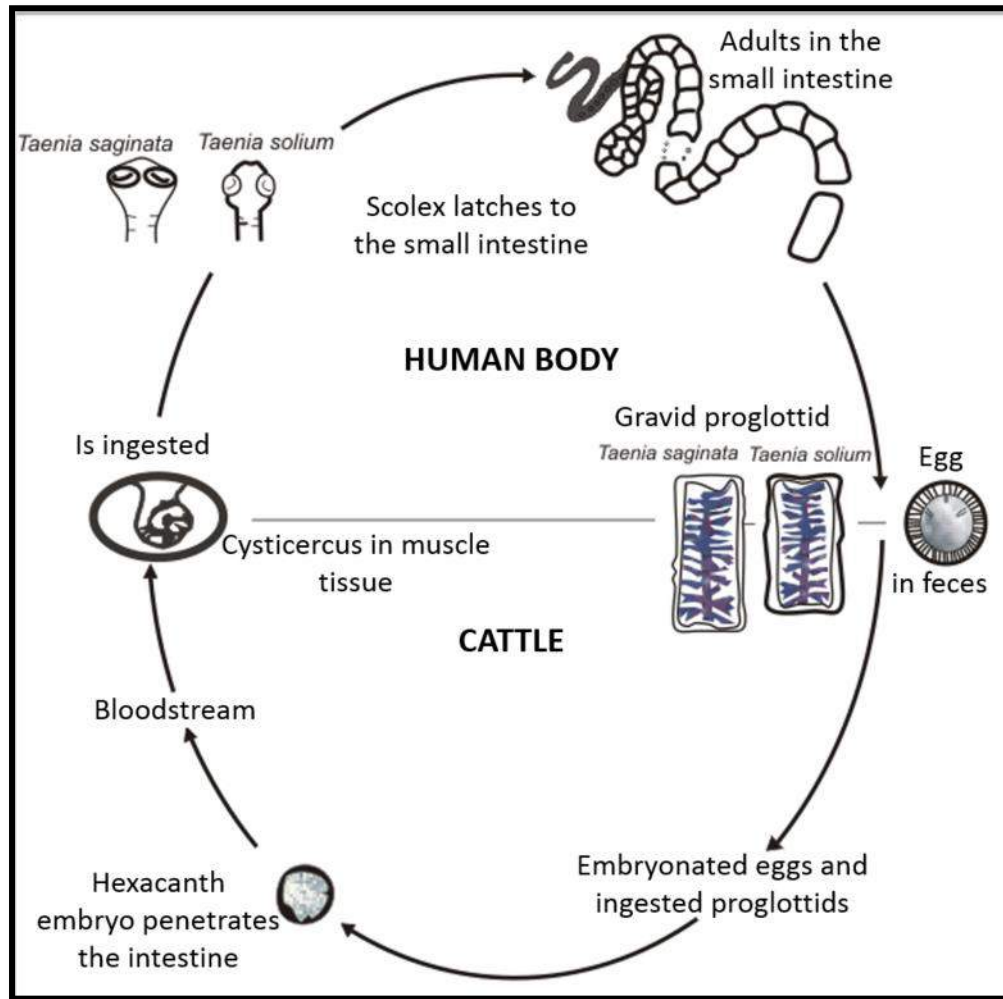 Adults in the
small intestine
Taenia saginata
Taenia solium
Scolex latches to
the small intestine
HUMAN BODY
Is ingested
Gravid proglottid
Taenia saginata
Taenia solium
Egg
in feces
Cysticercus in muscle
tissue
CATTLE
Bloodstream
Embryonated eggs and
ingested proglottids
Hexacanth
embryo penetrates
the intestine